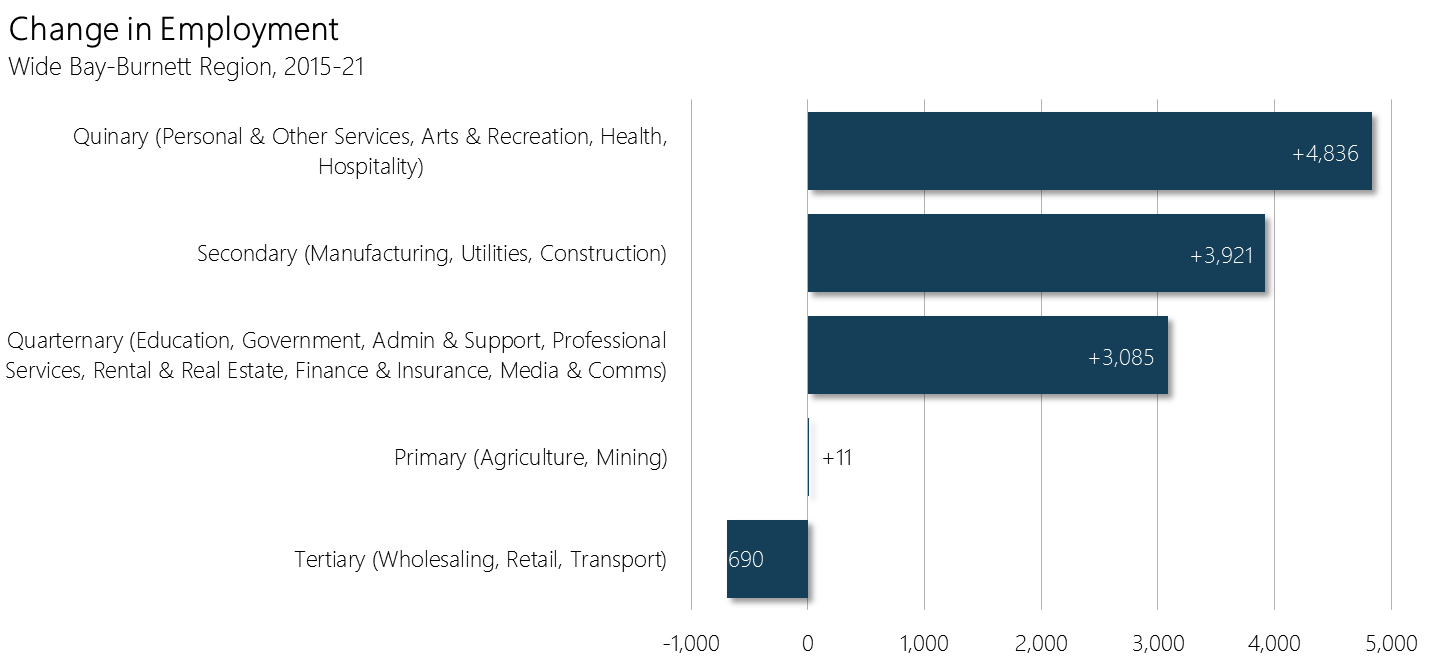 Change in Employment
Wide Bay-Burnett Region, 2015-21
Quinary (Personal & Other Services, Arts & Recreation, Health,
Hospitality)
+4,836
Secondary (Manufacturing, Utilities, Construction)
+3,921
Quarternary (Education, Government, Admin & Support, Professional
Services, Rental & Real Estate, Finance & Insurance, Media & Comms)
+3,085
Primary (Agriculture, Mining)
+11
Tertiary (Wholesaling, Retail, Transport)
690
-1,000 0 1,000 2,000 3,000 4,000 5,000